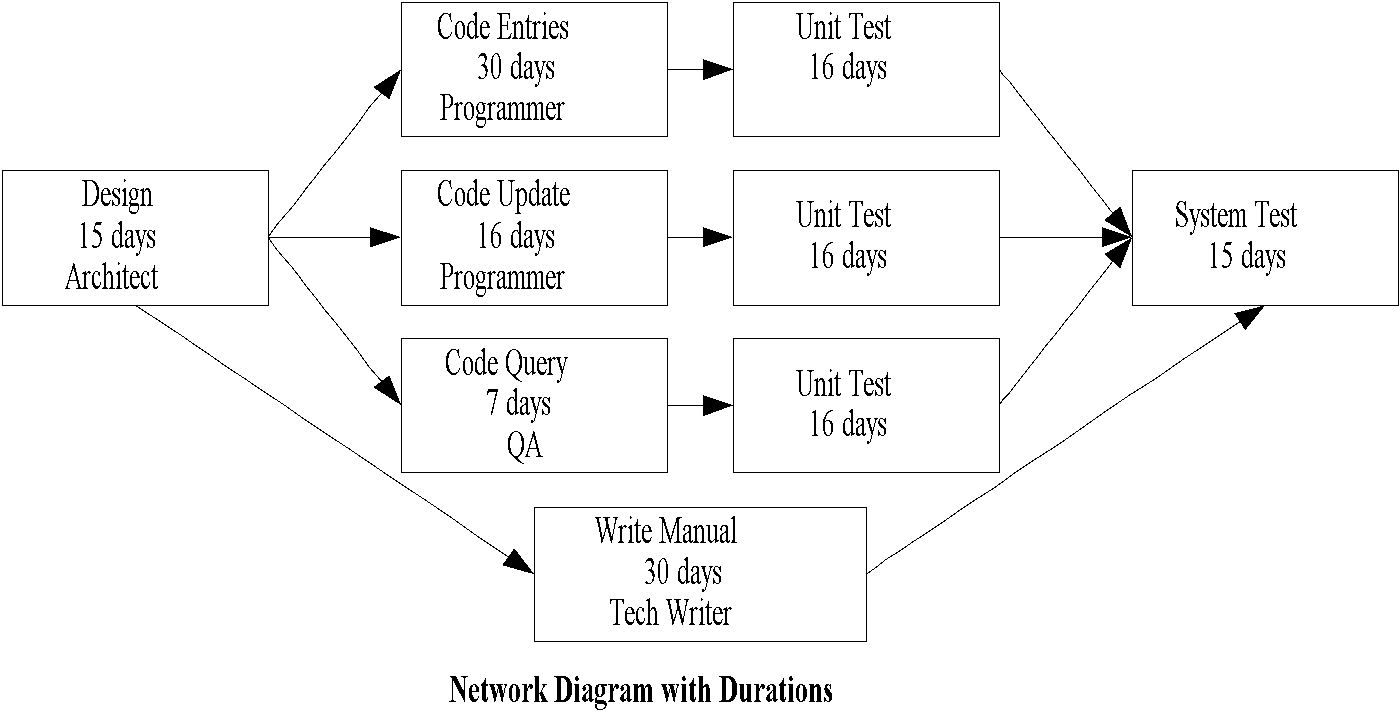 Code Entries
30 days
Programmer
Unit Test
16 days
Design
15 days
Architect
Code Update
16 days
Programmer
Unit Test
16 days
System Test
15 days
Code Query
7 days
QA
Unit Test
16 days
Write Manual
30 days
Tech Writer
Network Diagram with Durations